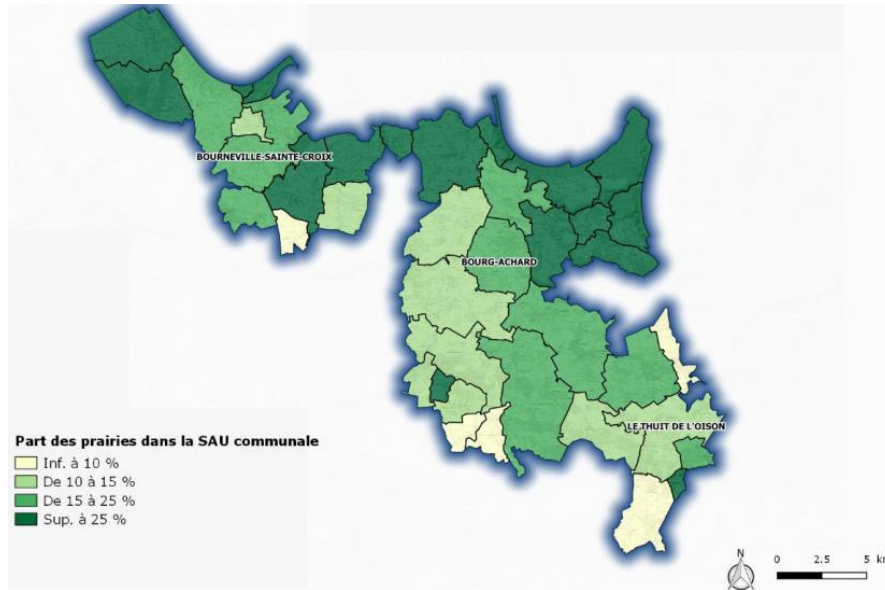 BOURNEVILLE-SAINTE-CROIX
BOURG-ACHARD
LE THUIT DE L'OISON
Part des prairies dans la SAU communale
Inf. à 10 %
De 10 à 15 %
De 15 à 25 %
Sup. à 25 %
N
0 2.5 5 km